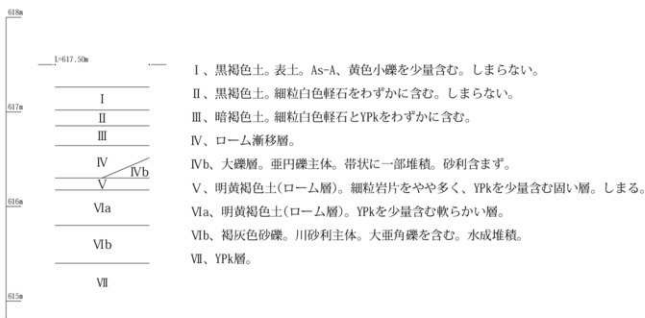 618m
L=617.50m
617m
616m
615m
Ⅰ
Ⅱ
Ⅲ
Ⅳ
Ⅳb
Ⅴ
Ⅵa
Ⅵb
Ⅶ
Ⅰ、黒褐色土。表土。As-A、黄色小礫を少量含む。しまらない。
Ⅱ、黒褐色土。細粒白色軽石をわずかに含む。しまらない。
Ⅲ、暗褐色土。細粒白色軽石とYPkをわずかに含む。
Ⅳ、ローム漸移層。
Ⅳb、大礫層。亜円礫主体。帯状に一部堆積。砂利含まず。
Ⅴ、明黄褐色土(ローム層)。細粒岩片をやや多く、YPkを少量含む固い層。しまる。
Ⅵa、明黄褐色土(ローム層)。YPkを少量含む軟らかい層。
Ⅵb、褐灰色砂礫。川砂利主体。大亜角礫を含む。水成堆積。
Ⅶ、YPk層。